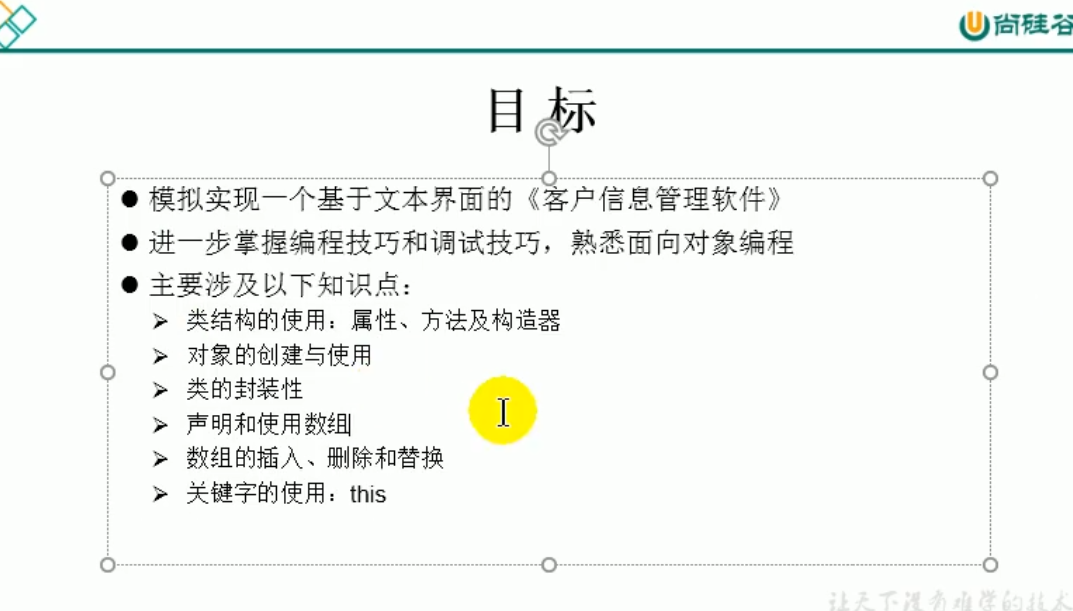 尚硅谷
目 标
● 模拟实现一个基于文本界面的《客户信息管理软件》
● 进一步掌握编程技巧和调试技巧，熟悉面向对象编程
● 主要涉及以下知识点：
➢ 类结构的使用：属性、方法及构造器
➢ 对象的创建与使用
➢ 类的封装性
➢ 声明和使用数组
➢ 数组的插入、删除和替换
➢ 关键字的使用：this
让天下没有难学的技术